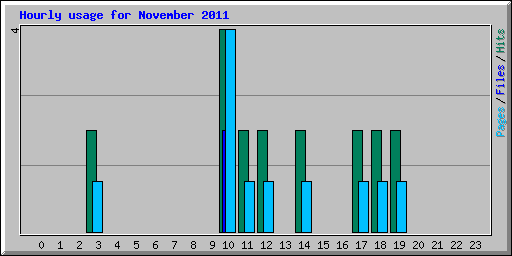 Hourly usage for November 2011
4
Pages/Files/Hits
0 1 2 3 4 5 6 7 8 9 10 11 12 13 14 15 16 17 18 19 20 21 22 23